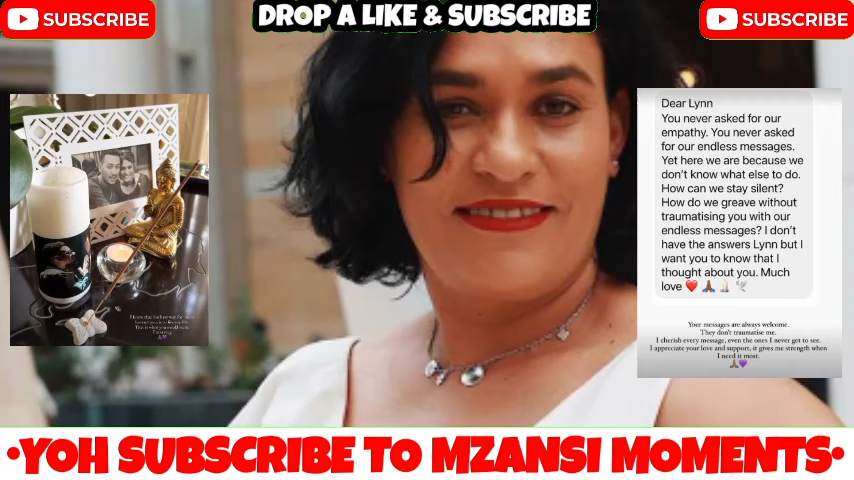 SUBSCRIBE
DROP A LIKE & SUBSCRIBE
SUBSCRIBE
Dear Lynn
You never asked for our
empathy. You never asked
for our endless messages.
Yet here we are because we
don't know what else to do.
How can we stay silent?
How do we greave without
traumatising you with our
endless messages? I don't
have the answers Lynn but I
want you to know that I
thought about you. Much
love ❤️ 🙏🏾 🕯️ 🕊️
Your messages are always welcome.
They don't traumatise me.
I cherish every message, even the ones I never get to see.
I appreciate your love and support, it gives me strength when
I need it most.
🙏🏾💜
•YOH SUBSCRIBE TO MZANSI MOMENTS•